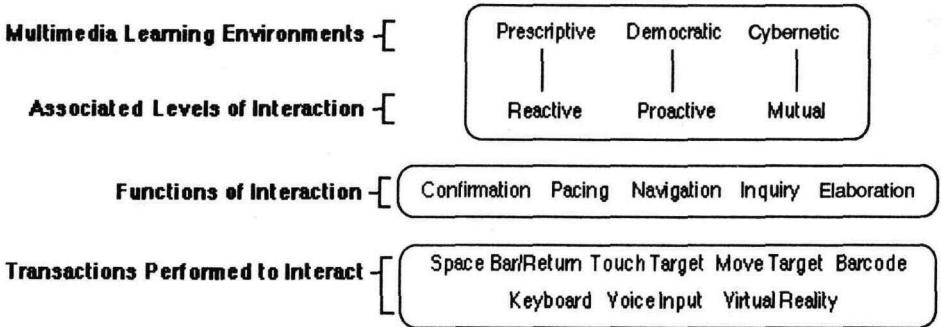 Multimedia Learning Environments Prescriptive Democratic Cybernetic
Associated Levels of Interaction Reactive Proactive Mutual
Functions of Interaction Confirmation Pacing Navigation Inquiry Elaboration
Transactions Performed to Interact Space Bar/Return Touch Target Move Target Barcode
Keyboard Voice Input Virtual Reality